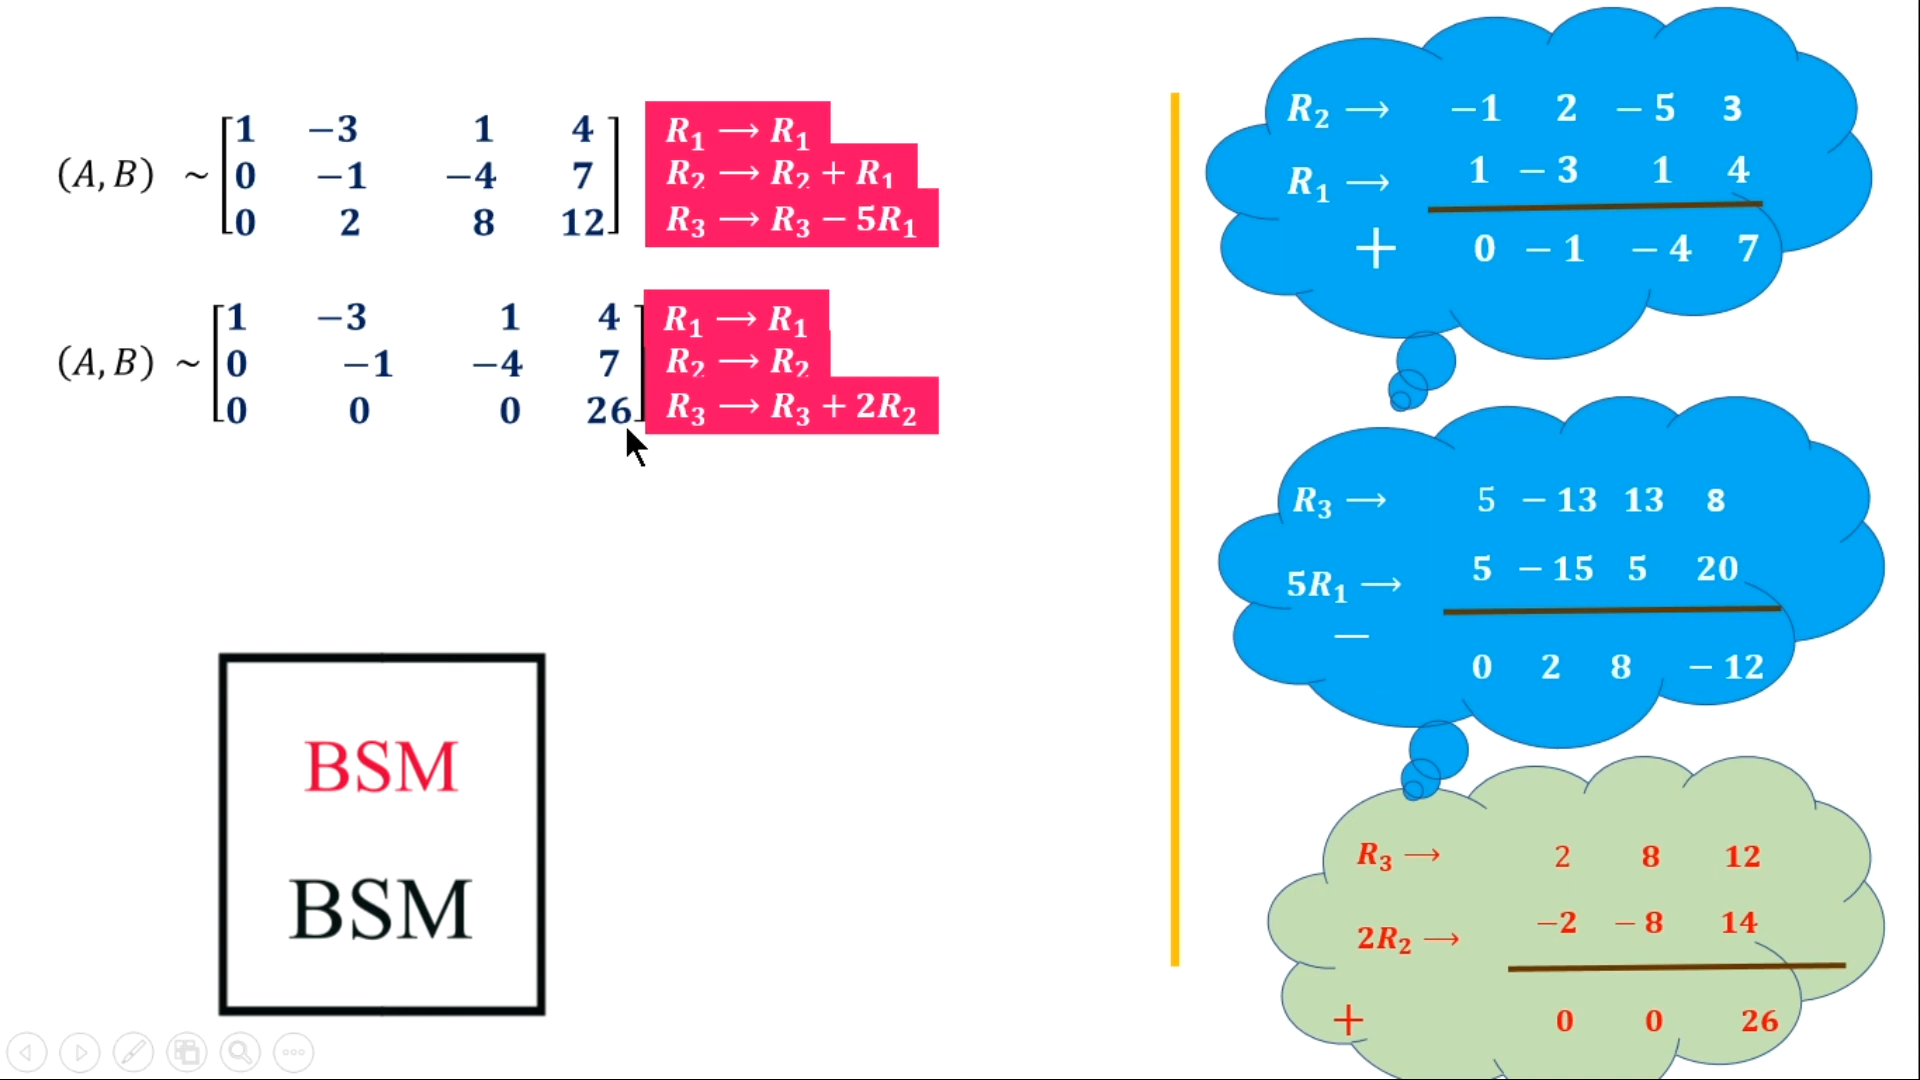 (A, B) ~ [1 −3 1 4
0 −1 −4 7
0 2 8 12]
R₁ → R₁
R₂ → R₂ + R₁
R₃ → R₃ − 5R₁
(A, B) ~ [1 −3 1 4
0 −1 −4 7
0 0 0 26]
R₁ → R₁
R₂ → R₂
R₃ → R₃ + 2R₂
BSM
BSM
R₂ → −1 2 − 5 3
R₁ → 1 − 3 1 4
+ 0 − 1 − 4 7
R₃ → 5 − 13 13 8
5R₁ → 5 − 15 5 20
−
0 2 8 − 12
R₃ → 2 8 12
2R₂ → −2 − 8 14
+ 0 0 26